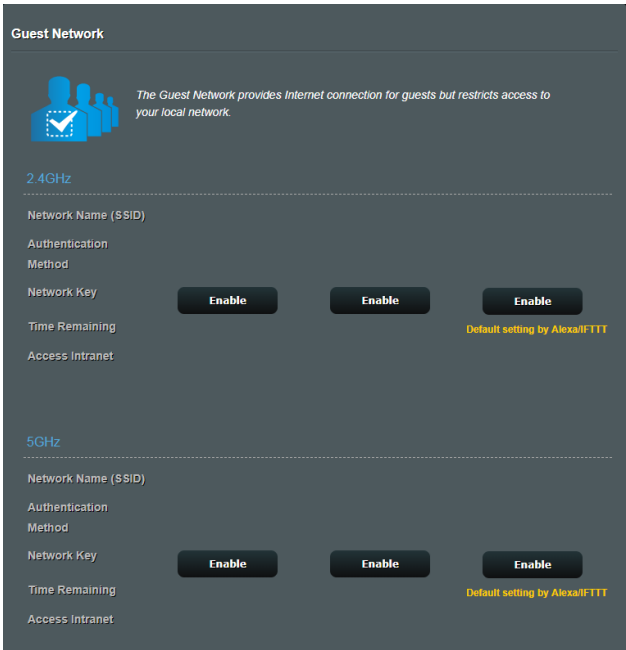 Guest Network
The Guest Network provides Internet connection for guests but restricts access to
your local network.
2.4GHz
Network Name (SSID)
Authentication
Method
Network Key
Enable Enable Enable
Time Remaining
Default setting by Alexa/IFTTT
Access Intranet
5GHz
Network Name (SSID)
Authentication
Method
Network Key
Enable Enable Enable
Time Remaining
Default setting by Alexa/IFTTT
Access Intranet